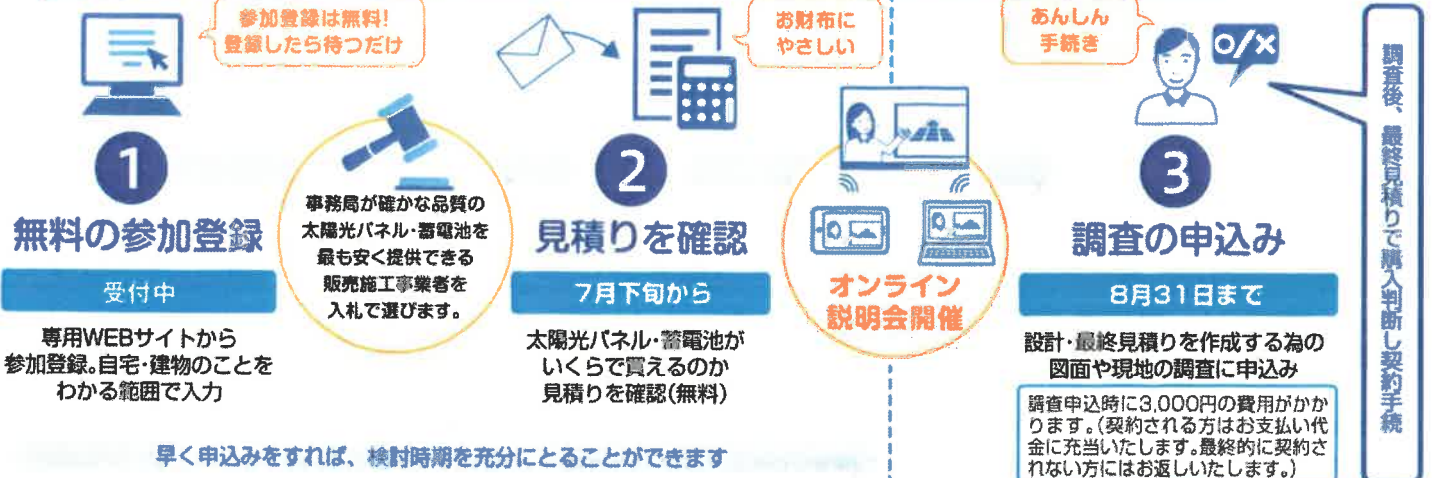 参加登録は無料!
登録したら待つだけ
1
無料の参加登録
受付中
専用WEBサイトから
参加登録。自宅・建物のことを
わかる範囲で入力
事務局が確かな品質の
太陽光パネル・蓄電池を
最も安く提供できる
販売施工事業者を
入札で選びます。
お財布に
やさしい
2
見積りを確認
7月下旬から
太陽光パネル・蓄電池が
いくらで買えるのか
見積りを確認(無料)
早く申込みをすれば、検討時期を充分にとることができます
オンライン
説明会開催
あんしん
手続き
○/×
3
調査の申込み
8月31日まで
設計・最終見積りを作成する為の
図面や現地の調査に申込み
調査申込時に3,000円の費用がかか
ります。(契約される方はお支払い代
金に充当いたします。最終的に契約さ
れない方にはお返しいたします。)
調査後、最終見積りで購入判断し契約手続